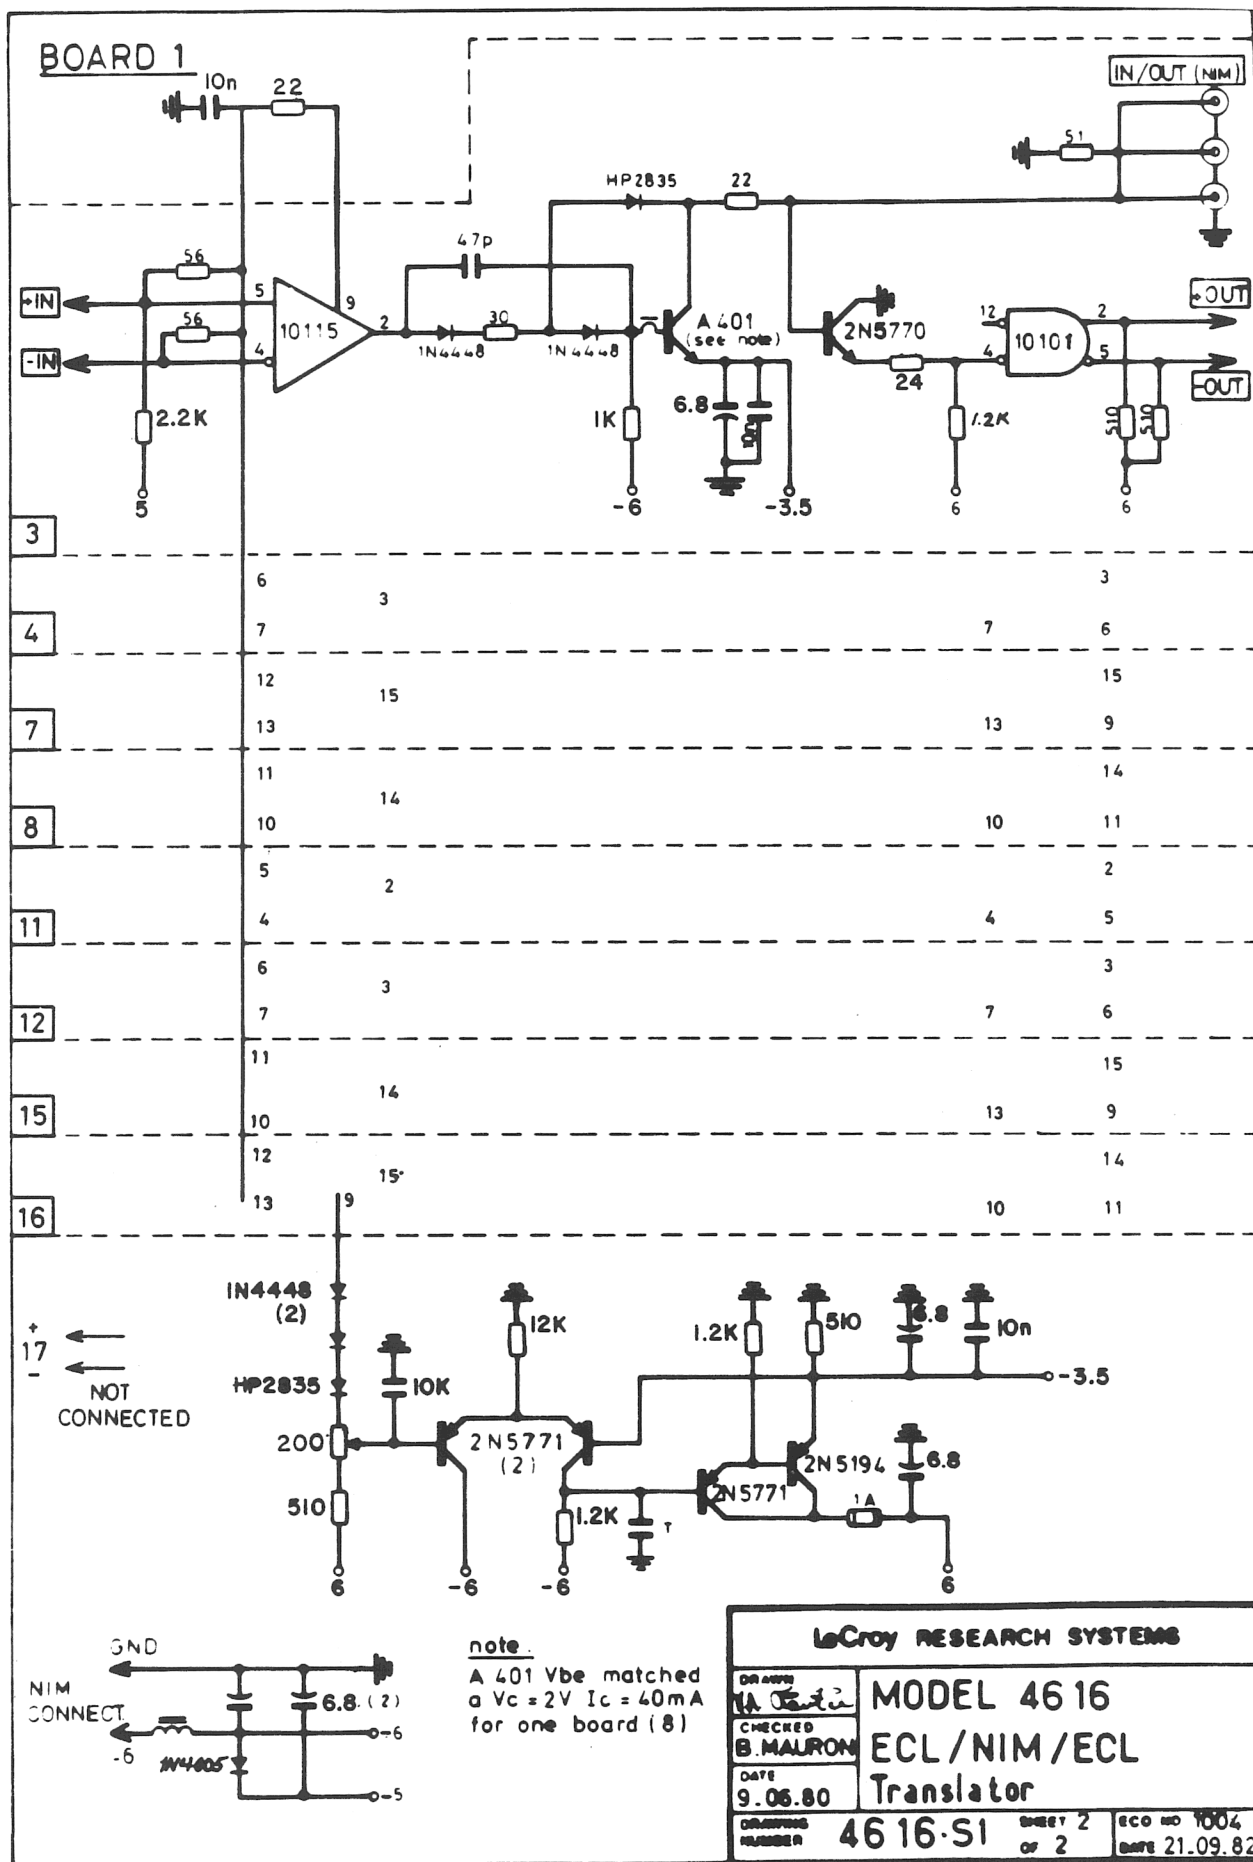 BOARD 1
10n
22
IN/OUT (NIM)
51
HP2835
22
47p
56
+IN
5
9
56
10115
2
30
1N4448
1N4448
A 401
(see note)
2N5770
12
10101
2
+OUT
-IN
4
4
5
-OUT
24
2.2K
1K
6.8
10n
1.2K
510
510
5
-6
-3.5
6
6
3
6
3
3
4
7
7
6
12
15
15
7
13
13
9
11
14
14
8
10
10
11
5
2
2
11
4
4
5
6
3
3
12
7
7
6
11
15
14
15
10
13
9
12
14
15
16
13
9
10
11
1N4448
(2)
12K
1.2K
510
6.8
10n
+
17
-
NOT
CONNECTED
HP2835
10K
-3.5
200
2N5771
(2)
2N5194
6.8
2N5771
1A
510
1.2K
T
6
-6
-6
6
GND
NIM
CONNECT.
-6
6.8 (2)
-6
1N4005
-5
note.
A 401 Vbe matched
a Vc = 2V Ic = 40mA
for one board (8)
LeCroy RESEARCH SYSTEMS
DRAWN
MODEL 4616
CHECKED
B. MAURON
ECL/NIM/ECL
DATE
9.06.80
Translator
DRAWING
NUMBER
4616-S1
SHEET 2
OF 2
ECO NO 1004
DATE 21.09.82